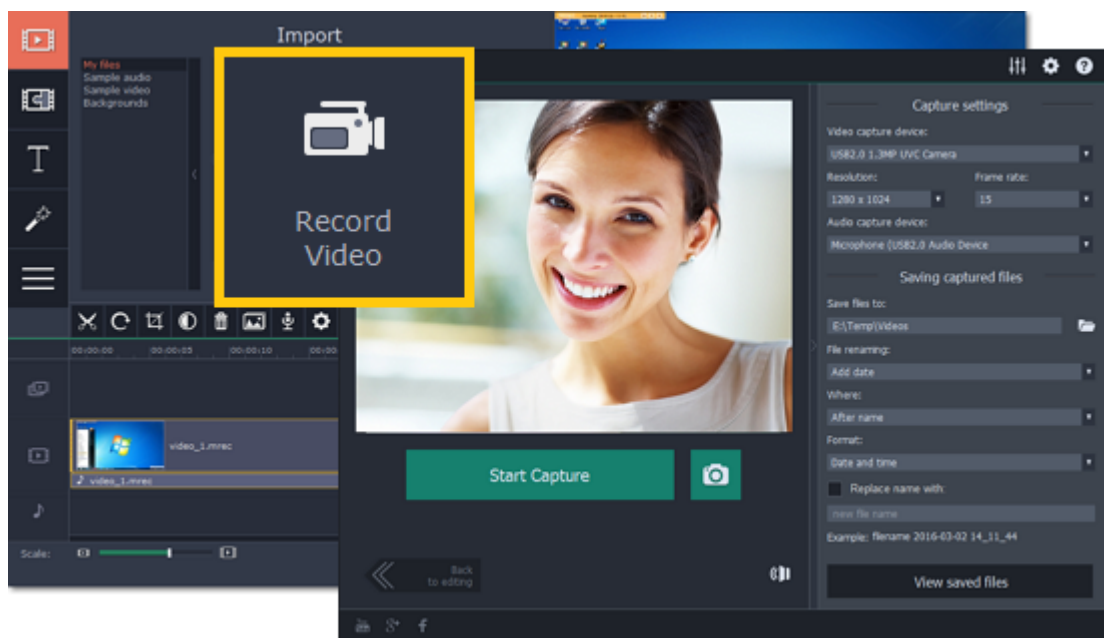 Import
My files
Sample audio
Sample video
Backgrounds
Record
Video
00:00:00 00:00:05 00:00:10 00:00
video_1.mrec
video_1.mrec
Scale:
Start Capture
Back
to editing
Capture settings
Video capture device:
USB2.0 1.3MP UVC Camera
Resolution: Frame rate:
1280 x 1024 15
Audio capture device:
Microphone (USB2.0 Audio Device
Saving captured files
Save files to:
E:\Temp\Videos
File renaming:
Add date
Where:
After name
Format:
Date and time
Replace name with:
new file name
Example: filename 2016-03-02 14_11_44
View saved files